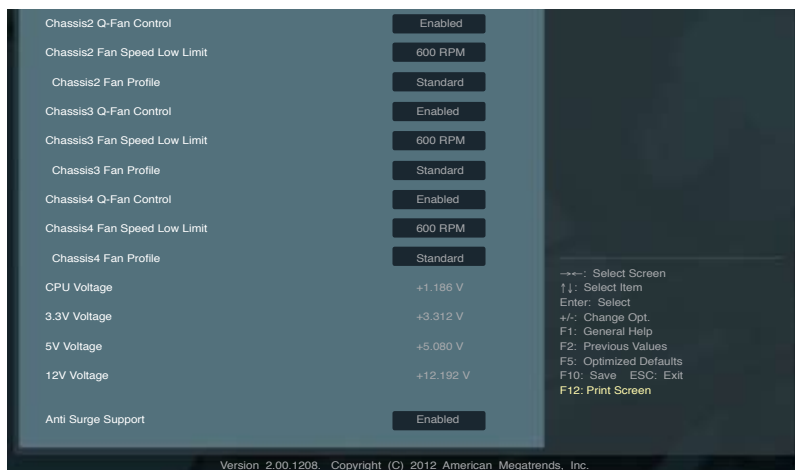 Chassis2 Q-Fan Control Enabled
Chassis2 Fan Speed Low Limit 600 RPM
Chassis2 Fan Profile Standard
Chassis3 Q-Fan Control Enabled
Chassis3 Fan Speed Low Limit 600 RPM
Chassis3 Fan Profile Standard
Chassis4 Q-Fan Control Enabled
Chassis4 Fan Speed Low Limit 600 RPM
Chassis4 Fan Profile Standard
CPU Voltage +1.186 V
3.3V Voltage +3.312 V
5V Voltage +5.080 V
12V Voltage +12.192 V
Anti Surge Support Enabled
→←: Select Screen
↑↓: Select Item
Enter: Select
+/-: Change Opt.
F1: General Help
F2: Previous Values
F5: Optimized Defaults
F10: Save ESC: Exit
F12: Print Screen
Version 2.00.1208. Copyright (C) 2012 American Megatrends, Inc.